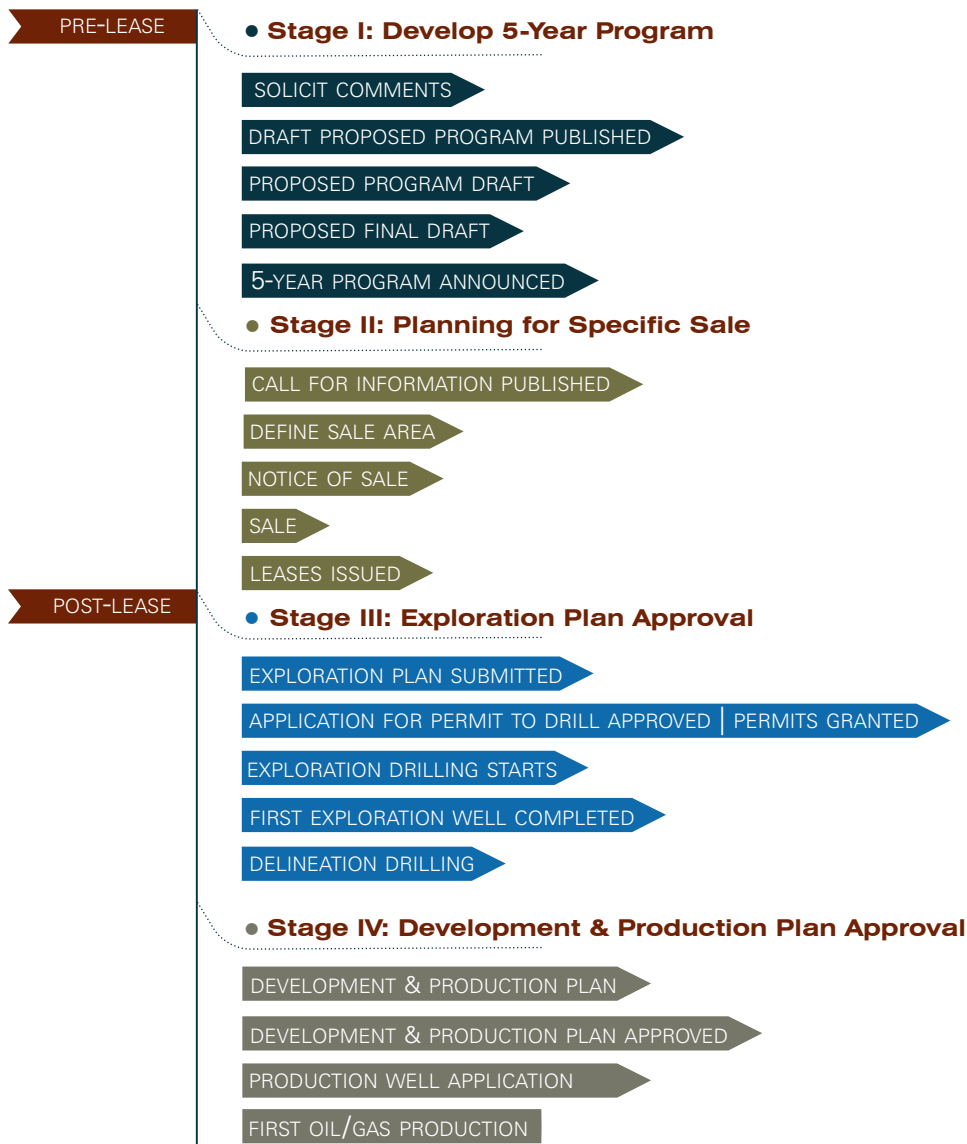 PRE-LEASE
• Stage I: Develop 5-Year Program
SOLICIT COMMENTS
DRAFT PROPOSED PROGRAM PUBLISHED
PROPOSED PROGRAM DRAFT
PROPOSED FINAL DRAFT
5-YEAR PROGRAM ANNOUNCED
• Stage II: Planning for Specific Sale
CALL FOR INFORMATION PUBLISHED
DEFINE SALE AREA
NOTICE OF SALE
SALE
LEASES ISSUED
POST-LEASE
• Stage III: Exploration Plan Approval
EXPLORATION PLAN SUBMITTED
APPLICATION FOR PERMIT TO DRILL APPROVED | PERMITS GRANTED
EXPLORATION DRILLING STARTS
FIRST EXPLORATION WELL COMPLETED
DELINEATION DRILLING
• Stage IV: Development & Production Plan Approval
DEVELOPMENT & PRODUCTION PLAN
DEVELOPMENT & PRODUCTION PLAN APPROVED
PRODUCTION WELL APPLICATION
FIRST OIL/GAS PRODUCTION